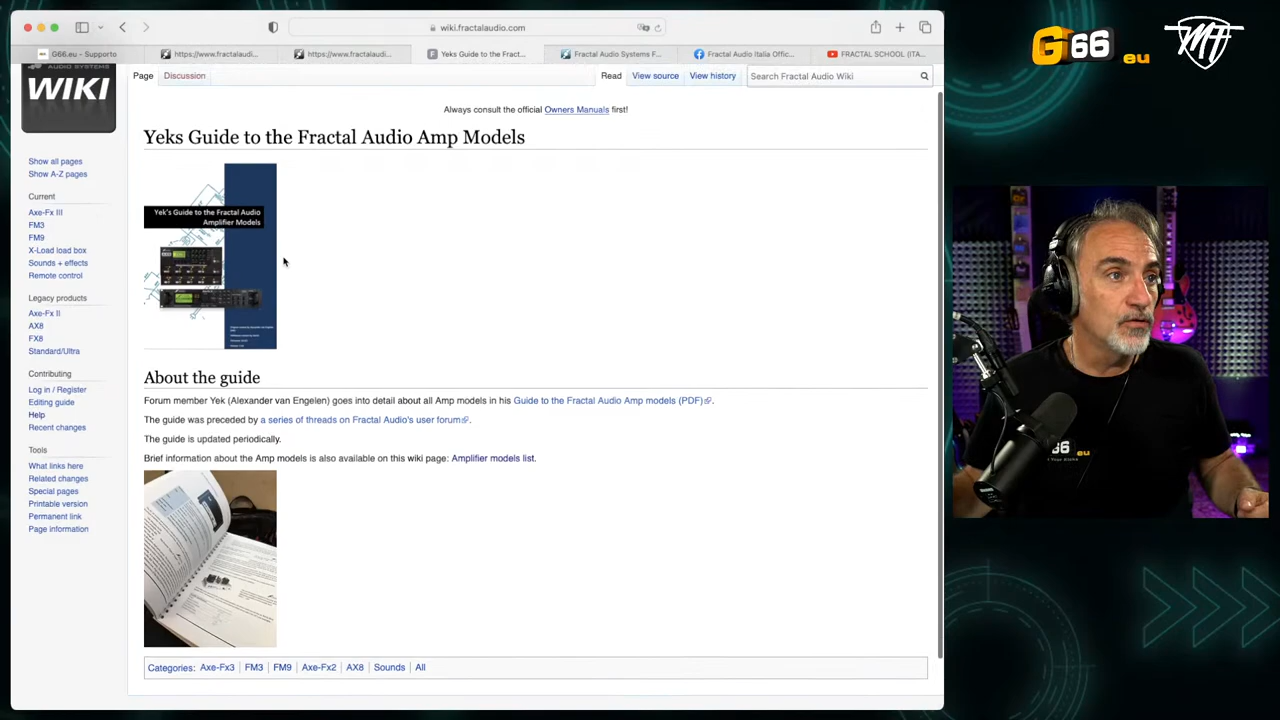 wiki.fractalaudio.com
G66.eu - Supporto
https://www.fractalaudi...
https://www.fractalaudi...
Yeks Guide to the Fract...
Fractal Audio Systems F...
Fractal Audio Italia Offic...
FRACTAL SCHOOL (ITA...
G66 eu
AUDIO SYSTEMS
WIKI
Page
Discussion
Read
View source
View history
Search Fractal Audio Wiki
Always consult the official Owners Manuals first!
Yeks Guide to the Fractal Audio Amp Models
Show all pages
Show A-Z pages
Current
Axe-Fx III
FM3
FM9
X-Load load box
Sounds + effects
Remote control
Legacy products
Axe-Fx II
AX8
FX8
Standard/Ultra
Contributing
Log in / Register
Editing guide
Help
Recent changes
Tools
What links here
Related changes
Special pages
Printable version
Permanent link
Page information
Yek's Guide to the Fractal Audio
Amplifier Models
About the guide
Forum member Yek (Alexander van Engelen) goes into detail about all Amp models in his Guide to the Fractal Audio Amp models (PDF).
The guide was preceded by a series of threads on Fractal Audio's user forum.
The guide is updated periodically.
Brief information about the Amp models is also available on this wiki page: Amplifier models list.
Categories: Axe-Fx3 FM3 FM9 Axe-Fx2 AX8 Sounds All
66 eu